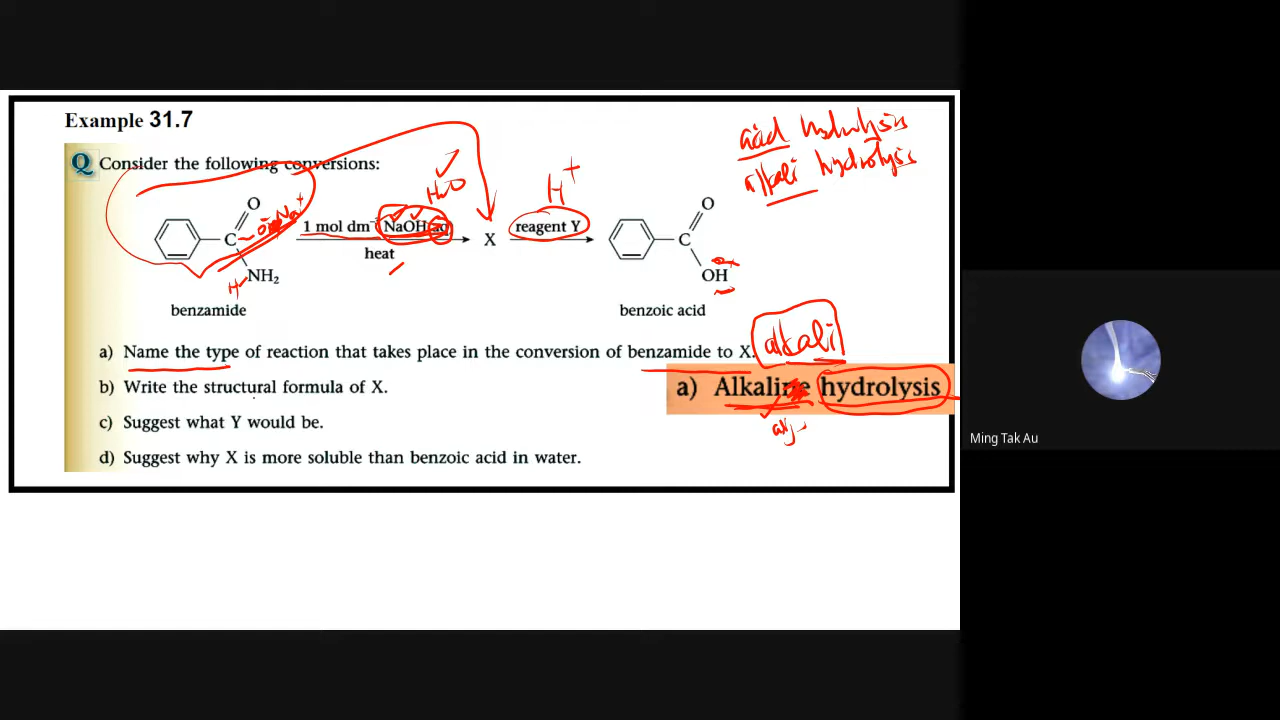 Example 31.7
acid hydrolysis
alkali hydrolysis
Q Consider the following conversions:
H₂O
H⁺
O
O⁻Na⁺
C
NH₂
H
benzamide
1 mol dm⁻³ NaOH(aq)
heat
X
reagent Y
O
C
OH
benzoic acid
alkali
a) Name the type of reaction that takes place in the conversion of benzamide to X.
a) Alkaline hydrolysis
b) Write the structural formula of X.
c) Suggest what Y would be.
d) Suggest why X is more soluble than benzoic acid in water.
Ming Tak Au